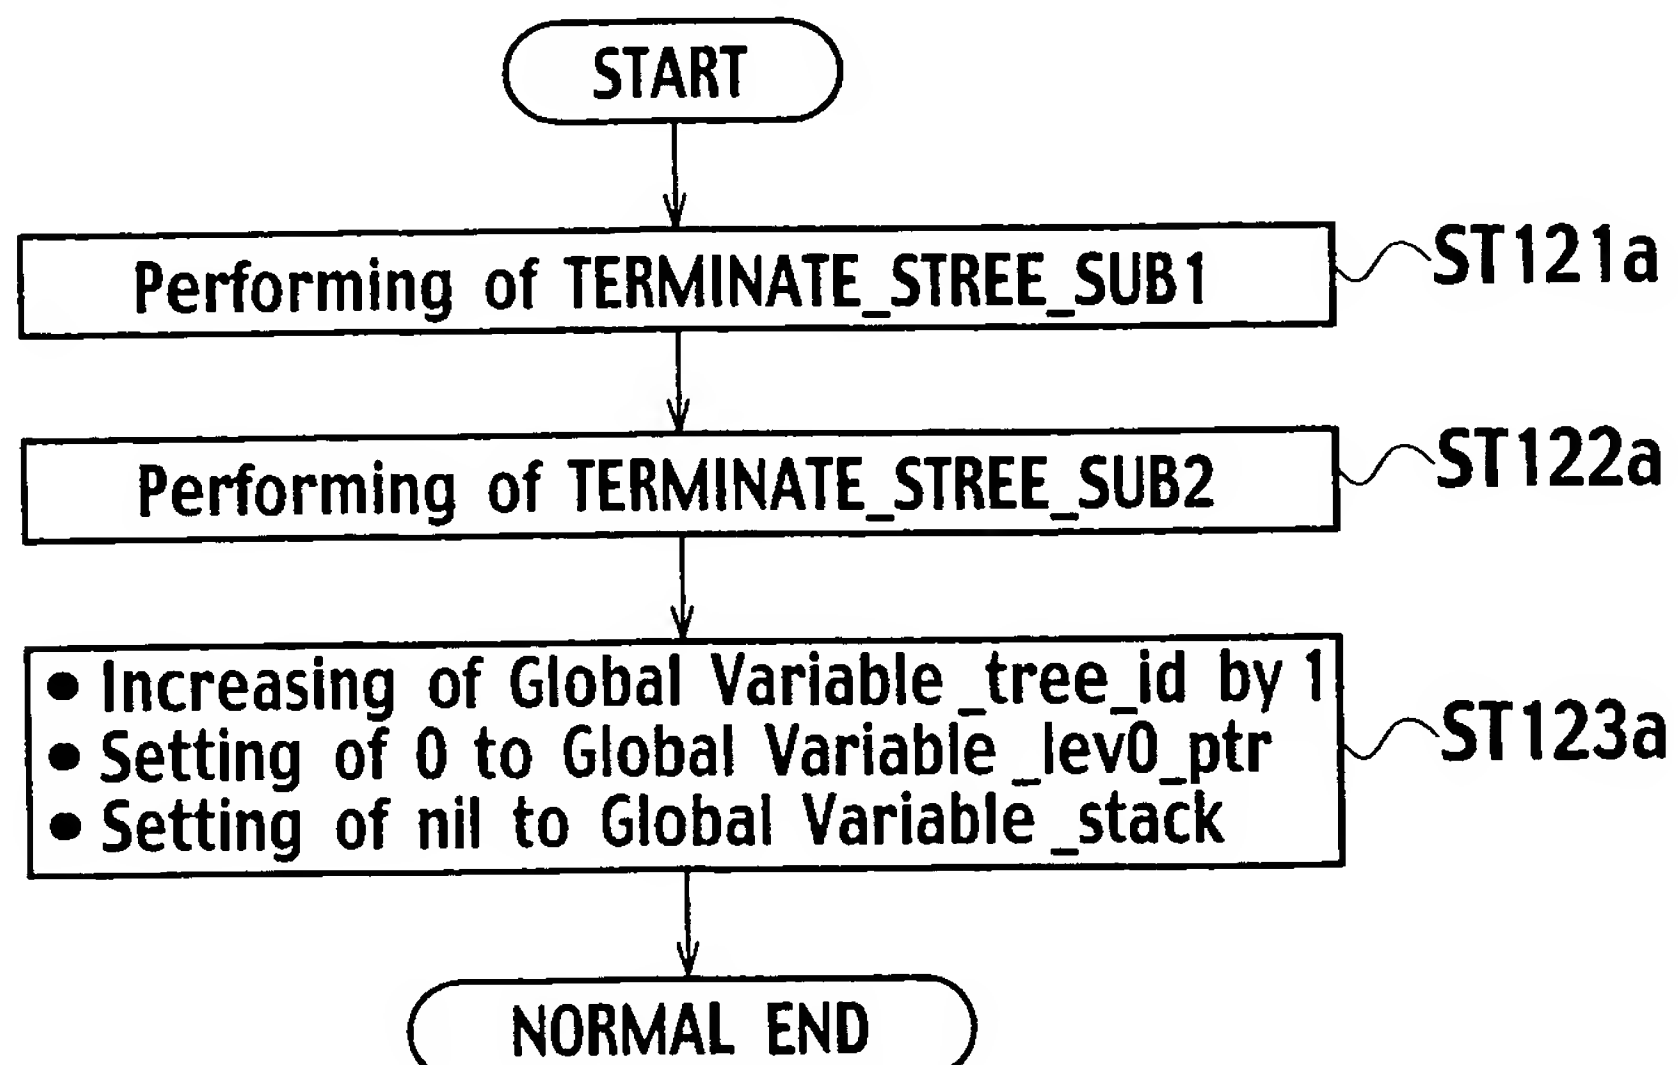 START
Performing of TERMINATE_STREE_SUB1
ST121a
Performing of TERMINATE_STREE_SUB2
ST122a
● Increasing of Global Variable _tree_id by 1
● Setting of 0 to Global Variable _lev0_ptr
● Setting of nil to Global Variable _stack
ST123a
NORMAL END